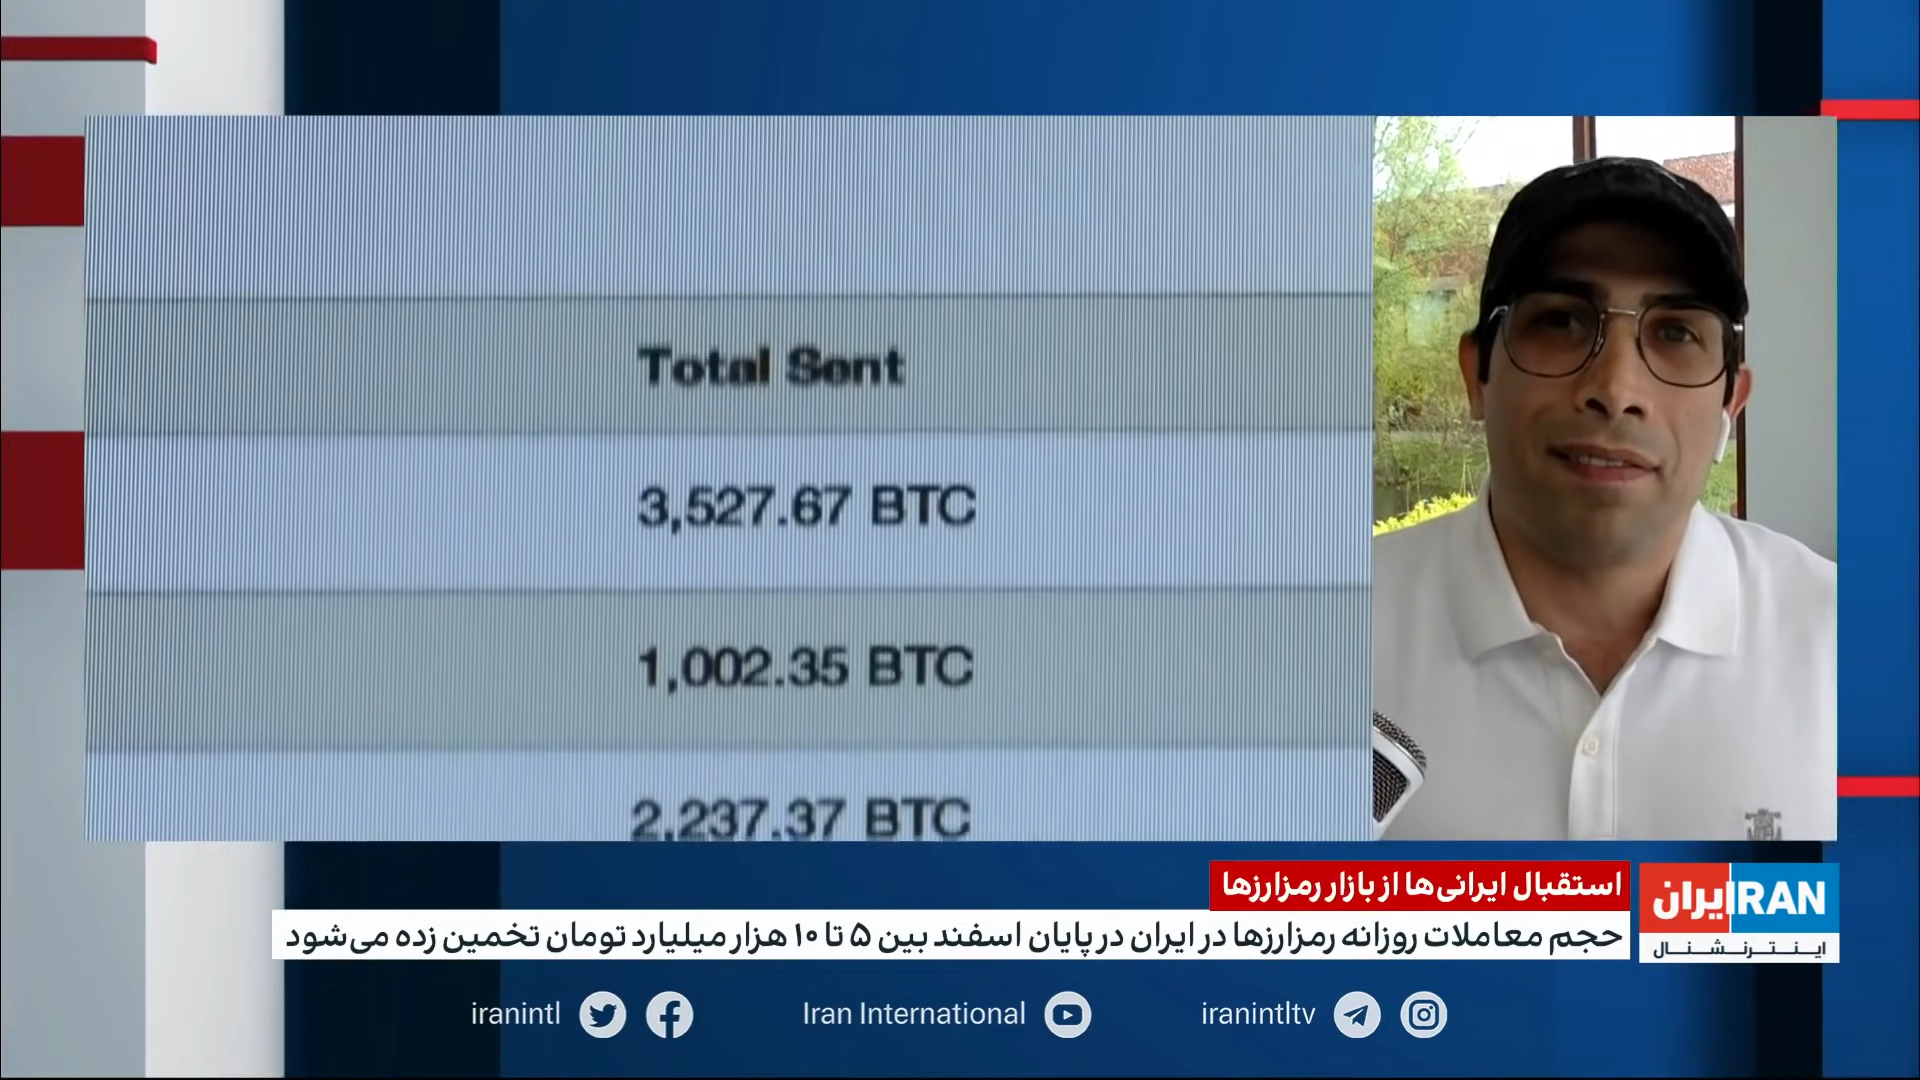 Total Sent
3,527.67 BTC
1,002.35 BTC
2,237.37 BTC
استقبال ایرانی‌ها از بازار رمزارزها
حجم معاملات روزانه رمزارزها در ایران در پایان اسفند بین ۵ تا ۱۰ هزار میلیارد تومان تخمین زده می‌شود
ایران IRAN
اینترنشنال
iranintl
Iran International
iranintltv